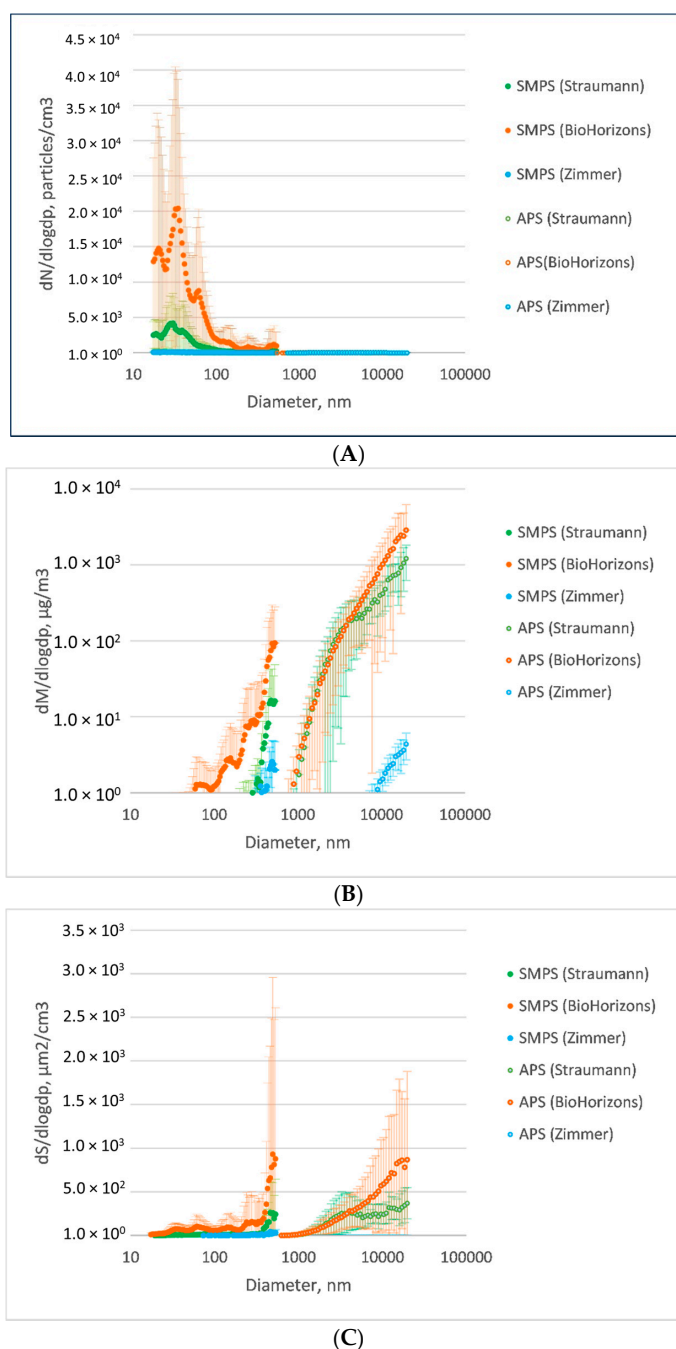 4.5 × 10⁴
4.0 × 10⁴
3.5 × 10⁴
3.0 × 10⁴
2.5 × 10⁴
2.0 × 10⁴
1.5 × 10⁴
1.0 × 10⁴
5.0 × 10³
1.0 × 10⁰
dN/dlogdp, particles/cm3
10 100 1000 10000 100000
Diameter, nm
SMPS (Straumann)
SMPS (BioHorizons)
SMPS (Zimmer)
APS (Straumann)
APS(BioHorizons)
APS (Zimmer)
(A)
1.0 × 10⁴
1.0 × 10³
1.0 × 10²
1.0 × 10¹
1.0 × 10⁰
dM/dlogdp, µg/m3
10 100 1000 10000 100000
Diameter, nm
SMPS (Straumann)
SMPS (BioHorizons)
SMPS (Zimmer)
APS (Straumann)
APS (BioHorizons)
APS (Zimmer)
(B)
3.5 × 10³
3.0 × 10³
2.5 × 10³
2.0 × 10³
1.5 × 10³
1.0 × 10³
5.0 × 10²
1.0 × 10⁰
dS/dlogdp, µm2/cm3
10 100 1000 10000 100000
Diameter, nm
SMPS (Straumann)
SMPS (BioHorizons)
SMPS (Zimmer)
APS (Straumann)
APS (BioHorizons)
APS (Zimmer)
(C)